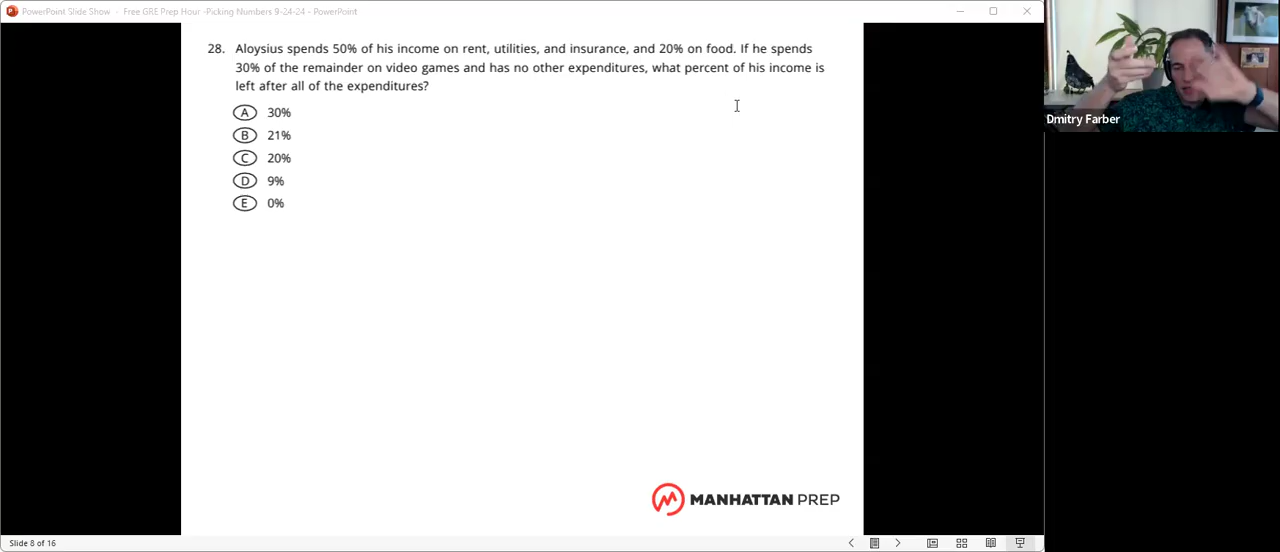 PowerPoint Slide Show - Free GRE Prep Hour -Picking Numbers 9-24-24 - PowerPoint
28. Aloysius spends 50% of his income on rent, utilities, and insurance, and 20% on food. If he spends
30% of the remainder on video games and has no other expenditures, what percent of his income is
left after all of the expenditures?
A 30%
B 21%
C 20%
D 9%
E 0%
Dmitry Farber
MANHATTAN PREP
Slide 8 of 16